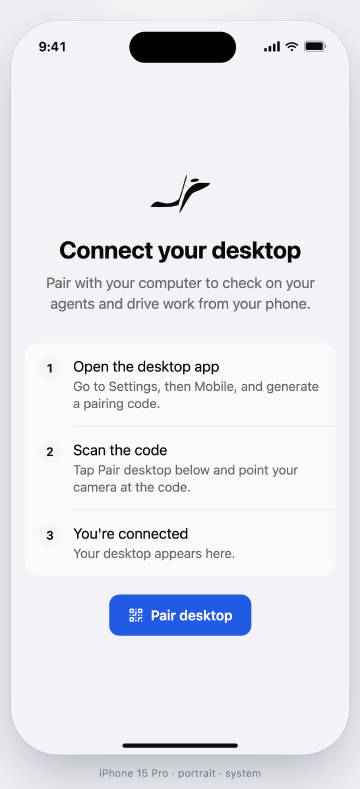 9:41
Connect your desktop
Pair with your computer to check on your
agents and drive work from your phone.
1 Open the desktop app
Go to Settings, then Mobile, and generate
a pairing code.
2 Scan the code
Tap Pair desktop below and point your
camera at the code.
3 You're connected
Your desktop appears here.
Pair desktop
iPhone 15 Pro · portrait · system